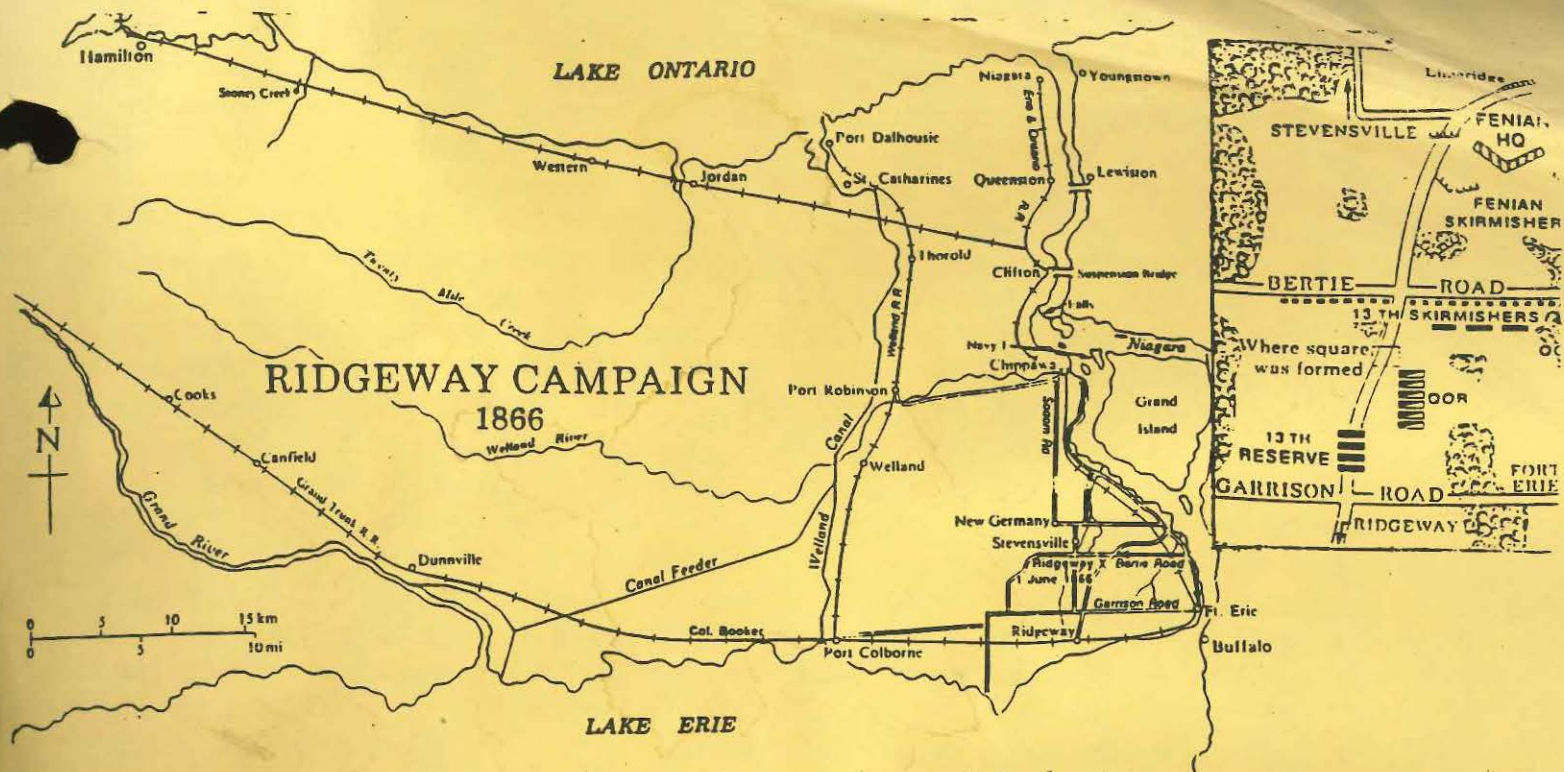 LAKE ONTARIO
Hamilton
Stoney Creek
Western
Jordan
Port Dalhousie
St. Catharines
Niagara
Youngstown
Erie & Ontario
R.R
Queenston
Lewiston
Thorold
Clifton
Suspension Bridge
Falls
Navy I
Niagara
Chippawa
Twenty Mile Creek
RIDGEWAY CAMPAIGN
1866
N
Cooks
Canfield
Grand Trunk R.R.
Grand River
Dunnville
Welland River
Port Robinson
Welland R R
Canal
Welland
Welland
Canal Feeder
Grand
Island
Sodom Rd
New Germany
Stevensville
Ridgeway X Bertie Road
1 June 1866
Garrison Road
Ft. Erie
Ridgeway
Buffalo
Col. Booker
Port Colborne
0 5 10 15 km
0 5 10 mi
LAKE ERIE
Limeridge
STEVENSVILLE
FENIAN
HQ
FENIAN
SKIRMISHER
BERTIE ROAD
13 TH SKIRMISHERS
Where square
was formed
QOR
13 TH
RESERVE
FORT
ERIE
GARRISON ROAD
RIDGEWAY